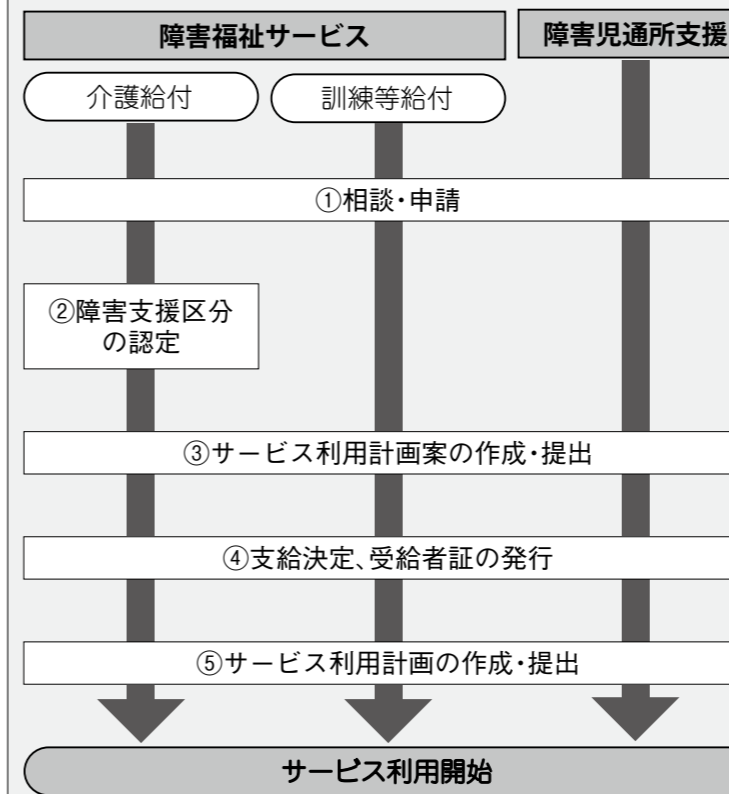 障害福祉サービス
障害児通所支援
介護給付
訓練等給付
①相談・申請
②障害支援区分
の認定
③サービス利用計画案の作成・提出
④支給決定、受給者証の発行
⑤サービス利用計画の作成・提出
サービス利用開始